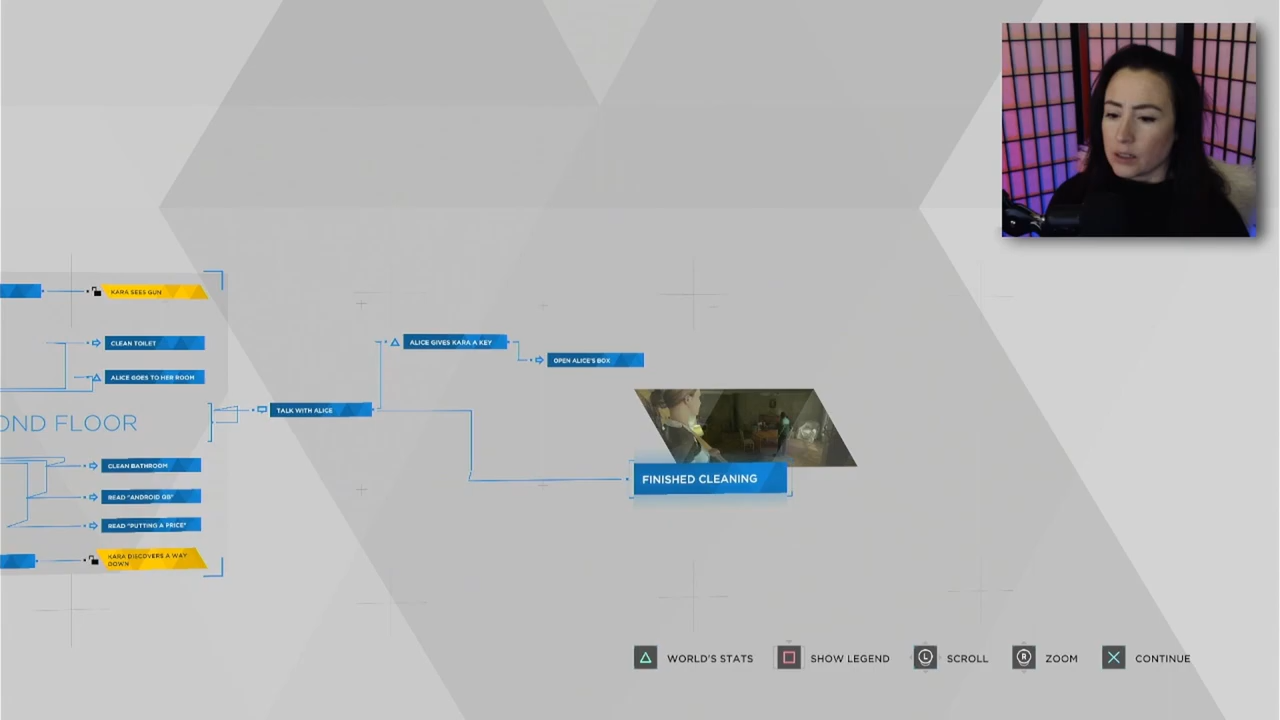 KARA SEES GUN
CLEAN TOILET
ALICE GIVES KARA A KEY
OPEN ALICE'S BOX
ALICE GOES TO HER ROOM
TALK WITH ALICE
OND FLOOR
CLEAN BATHROOM
FINISHED CLEANING
READ "ANDROID QB"
READ "PUTTING A PRICE"
KARA DISCOVERS A WAY
DOWN
WORLD'S STATS
SHOW LEGEND
L
SCROLL
R
ZOOM
CONTINUE